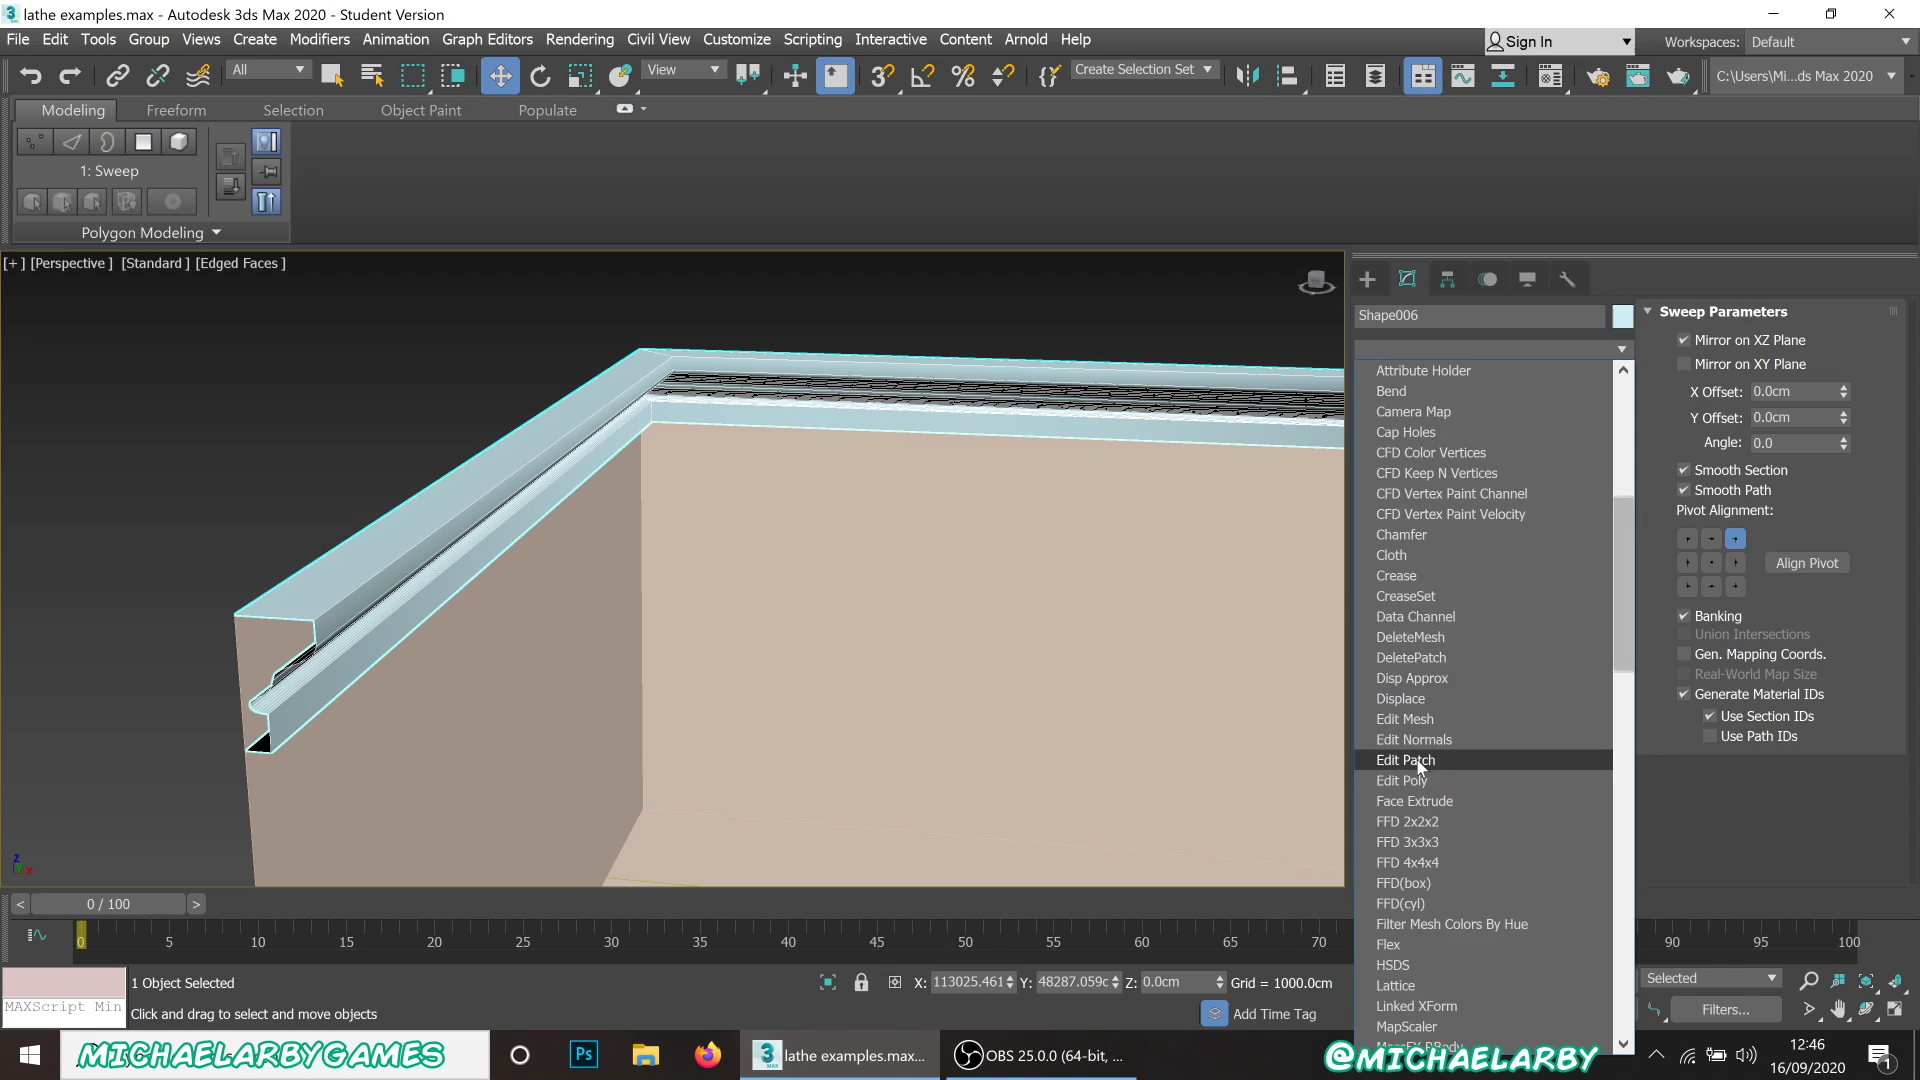 lathe examples.max - Autodesk 3ds Max 2020 - Student Version
File Edit Tools Group Views Create Modifiers Animation Graph Editors Rendering Civil View Customize Scripting Interactive Content Arnold Help
Sign In
Workspaces: Default
All
View
Create Selection Set
C:\Users\Mi...ds Max 2020
Modeling Freeform Selection Object Paint Populate
1: Sweep
Polygon Modeling
[+] [Perspective] [Standard] [Edged Faces]
Shape006
Attribute Holder
Bend
Camera Map
Cap Holes
CFD Color Vertices
CFD Keep N Vertices
CFD Vertex Paint Channel
CFD Vertex Paint Velocity
Chamfer
Cloth
Crease
CreaseSet
Data Channel
DeleteMesh
DeletePatch
Disp Approx
Displace
Edit Mesh
Edit Normals
Edit Patch
Edit Poly
Face Extrude
FFD 2x2x2
FFD 3x3x3
FFD 4x4x4
FFD(box)
FFD(cyl)
Filter Mesh Colors By Hue
Flex
HSDS
Lattice
Linked XForm
MapScaler
Sweep Parameters
Mirror on XZ Plane
Mirror on XY Plane
X Offset: 0.0cm
Y Offset: 0.0cm
Angle: 0.0
Smooth Section
Smooth Path
Pivot Alignment:
Align Pivot
Banking
Union Intersections
Gen. Mapping Coords.
Real-World Map Size
Generate Material IDs
Use Section IDs
Use Path IDs
z
x
< 0 / 100 >
0 5 10 15 20 25 30 35 40 45 50 55 60 65 70 90 95 100
1 Object Selected
X: 113025.461 Y: 48287.059c Z: 0.0cm Grid = 1000.0cm
Selected
MAXScript Min
Click and drag to select and move objects
Add Time Tag
Filters...
MICHAELARBYGAMES
Ps
3 MAX
lathe examples.max...
OBS 25.0.0 (64-bit, ...
@MICHAELARBY
12:46
16/09/2020
1